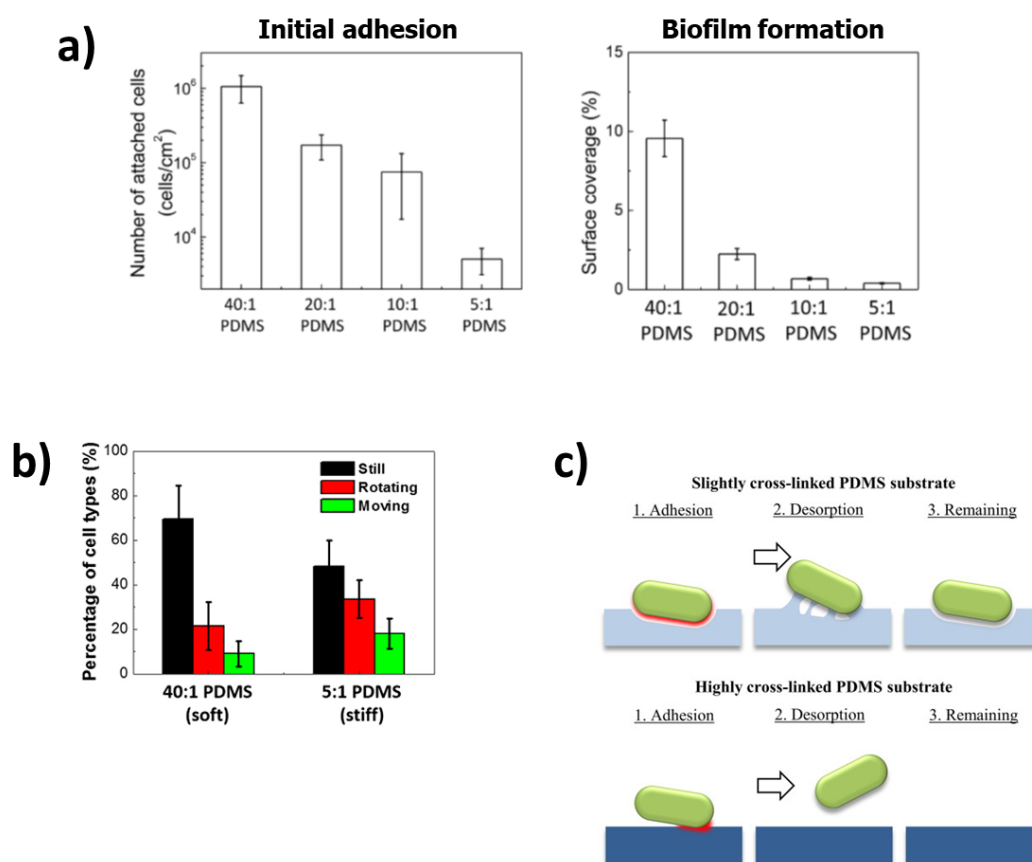 a)
Initial adhesion
Number of attached cells
(cells/cm²)
10⁶
10⁵
10⁴
40:1
PDMS
20:1
PDMS
10:1
PDMS
5:1
PDMS
Biofilm formation
Surface coverage (%)
15
10
5
0
40:1
PDMS
20:1
PDMS
10:1
PDMS
5:1
PDMS
b)
Percentage of cell types (%)
100
80
60
40
20
0
Still
Rotating
Moving
40:1 PDMS
(soft)
5:1 PDMS
(stiff)
c)
Slightly cross-linked PDMS substrate
1. Adhesion
2. Desorption
3. Remaining
Highly cross-linked PDMS substrate
1. Adhesion
2. Desorption
3. Remaining